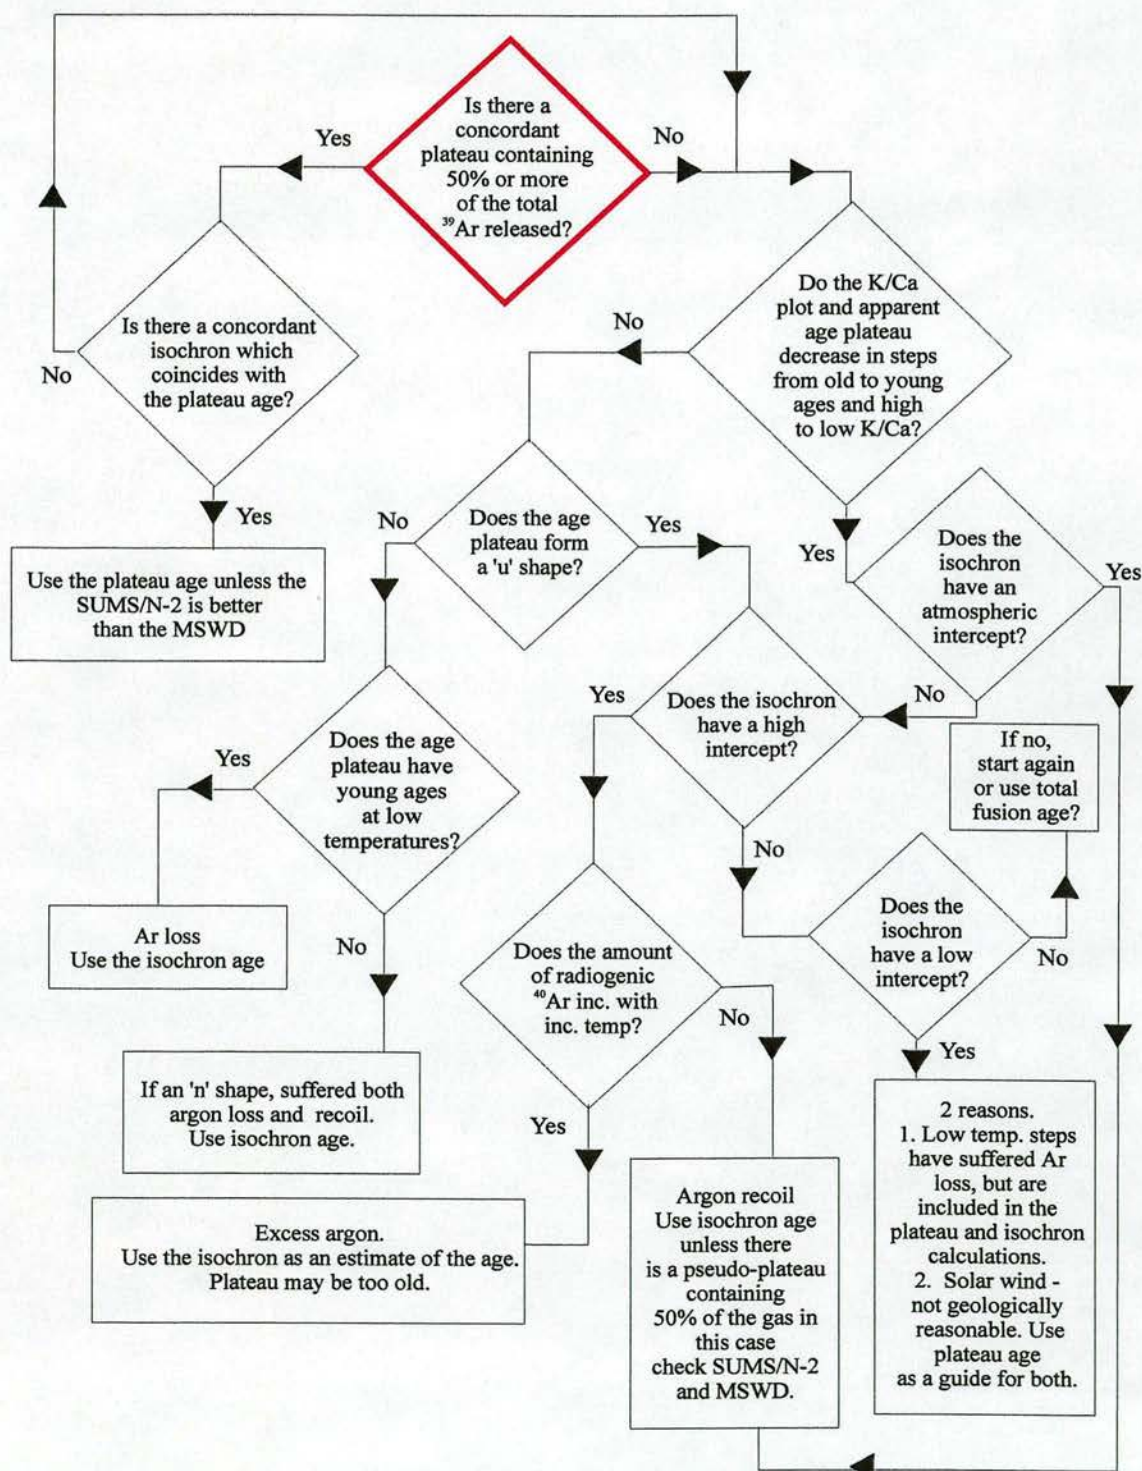 Is there a
concordant
plateau containing
50% or more
of the total
³⁹Ar released?
Yes
No
Is there a concordant
isochron which
coincides with
the plateau age?
No
Yes
Use the plateau age unless the
SUMS/N-2 is better
than the MSWD
Do the K/Ca
plot and apparent
age plateau
decrease in steps
from old to young
ages and high
to low K/Ca?
No
Yes
Does the age
plateau form
a 'u' shape?
No
Yes
Does the
isochron
have an
atmospheric
intercept?
Yes
No
Does the isochron
have a high
intercept?
Yes
No
If no,
start again
or use total
fusion age?
Does the age
plateau have
young ages
at low
temperatures?
Yes
No
Ar loss
Use the isochron age
If an 'n' shape, suffered both
argon loss and recoil.
Use isochron age.
Does the amount
of radiogenic
⁴⁰Ar inc. with
inc. temp?
No
Yes
Does the
isochron
have a low
intercept?
No
Yes
Excess argon.
Use the isochron as an estimate of the age.
Plateau may be too old.
Argon recoil
Use isochron age
unless there
is a pseudo-plateau
containing
50% of the gas in
this case
check SUMS/N-2
and MSWD.
2 reasons.
1. Low temp. steps
have suffered Ar
loss, but are
included in the
plateau and isochron
calculations.
2. Solar wind -
not geologically
reasonable. Use
plateau age
as a guide for both.